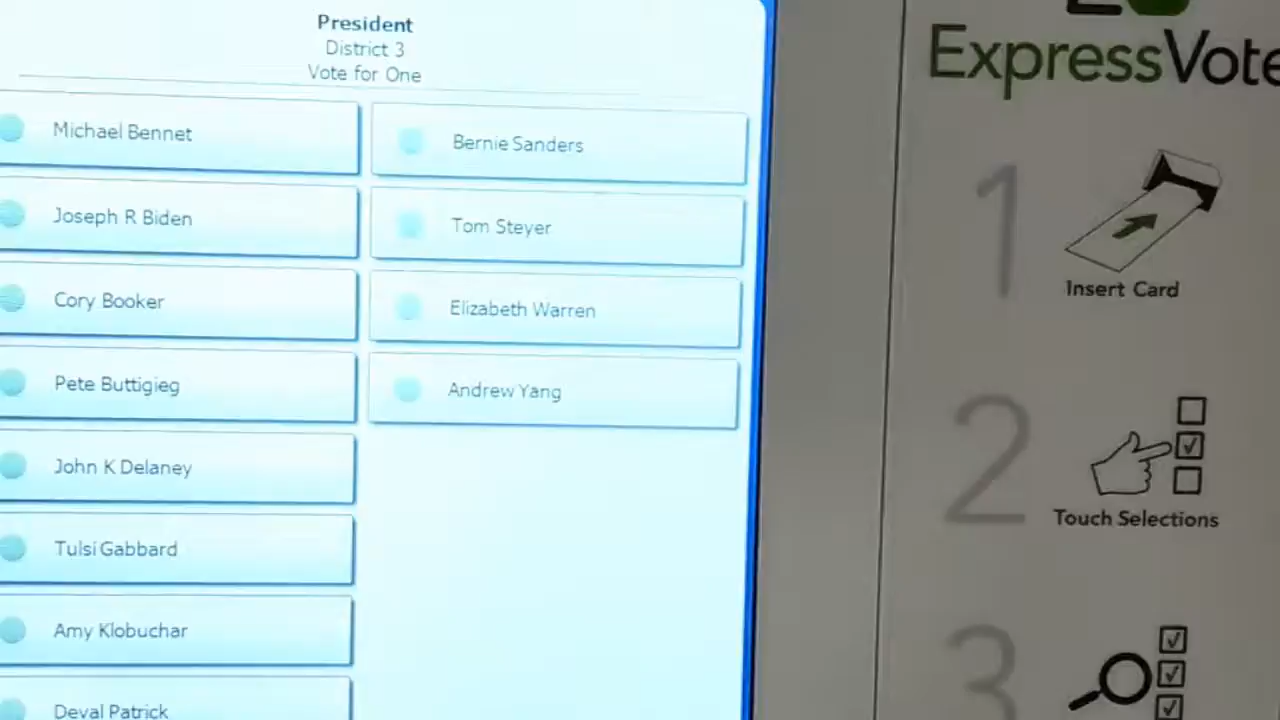 President
District 3
Vote for One
Michael Bennet
Joseph R Biden
Cory Booker
Pete Buttigieg
John K Delaney
Tulsi Gabbard
Amy Klobuchar
Deval Patrick
Bernie Sanders
Tom Steyer
Elizabeth Warren
Andrew Yang
ExpressVote
1
Insert Card
2
Touch Selections
3